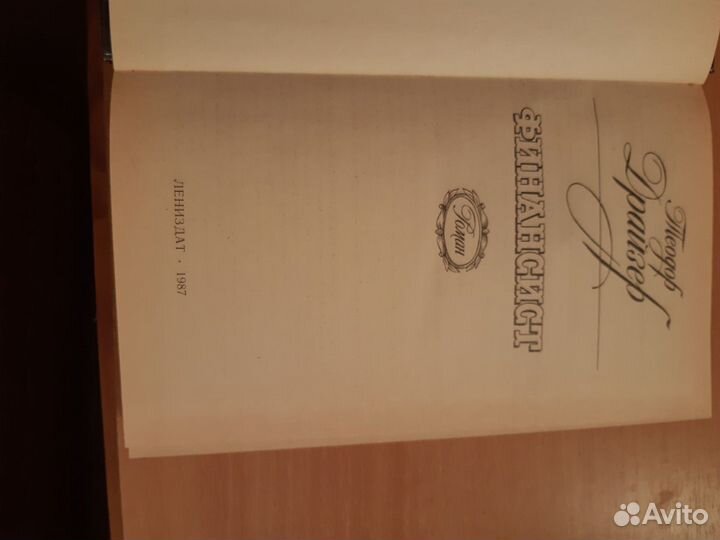 Теодор
Драйзер
ФИНАНСИСТ
Роман
ЛЕНИЗДАТ • 1987
Avito